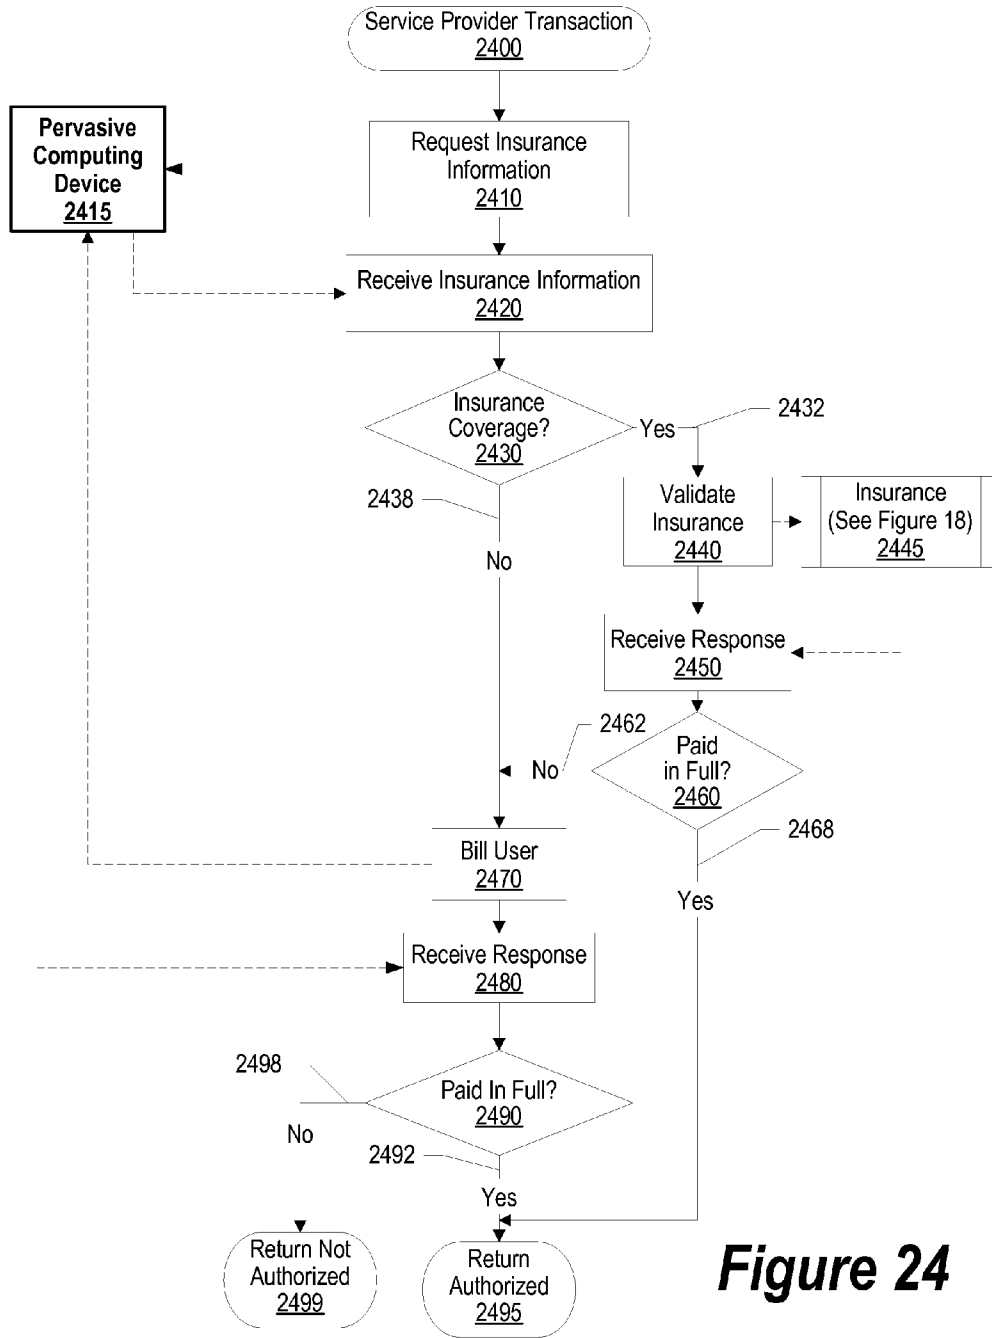 Service Provider Transaction
2400
Pervasive
Computing
Device
2415
Request Insurance
Information
2410
Receive Insurance Information
2420
Insurance
Coverage?
2430
Yes
2432
2438
No
Validate
Insurance
2440
Insurance
(See Figure 18)
2445
Receive Response
2450
2462
No
Paid
in Full?
2460
2468
Yes
Bill User
2470
Receive Response
2480
2498
No
Paid In Full?
2490
2492
Yes
Return Not
Authorized
2499
Return
Authorized
2495
Figure 24